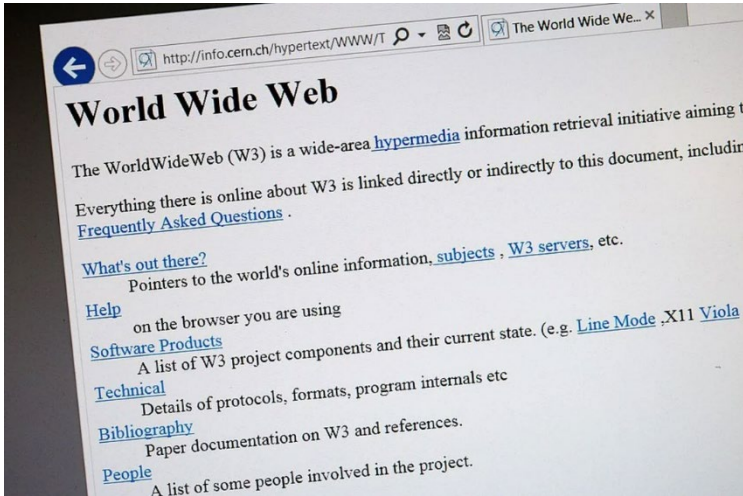 http://info.cern.ch/hypertext/WWW/T
The World Wide We...
World Wide Web
The WorldWideWeb (W3) is a wide-area hypermedia information retrieval initiative aiming
Everything there is online about W3 is linked directly or indirectly to this document,
Frequently Asked Questions .
What's out there?
Pointers to the world's online information, subjects , W3 servers, etc.
Help
on the browser you are using
Software Products
A list of W3 project components and their current state. (e.g. Line Mode ,X11 Viola
Technical
Details of protocols, formats, program internals etc
Bibliography
Paper documentation on W3 and references.
People
A list of some people involved in the project.